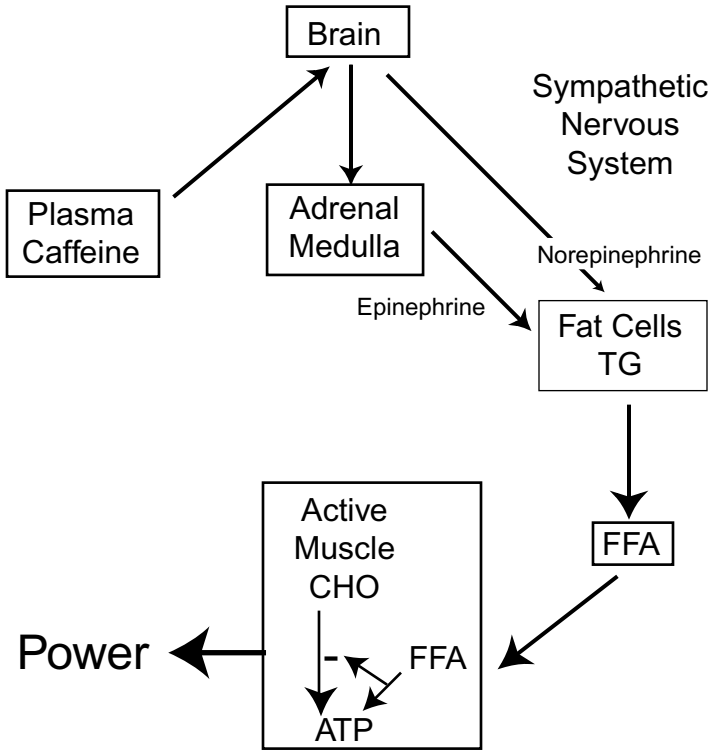 Brain
Sympathetic
Nervous
System
Plasma
Caffeine
Adrenal
Medulla
Norepinephrine
Epinephrine
Fat Cells
TG
FFA
Active
Muscle
CHO
Power
-
FFA
ATP